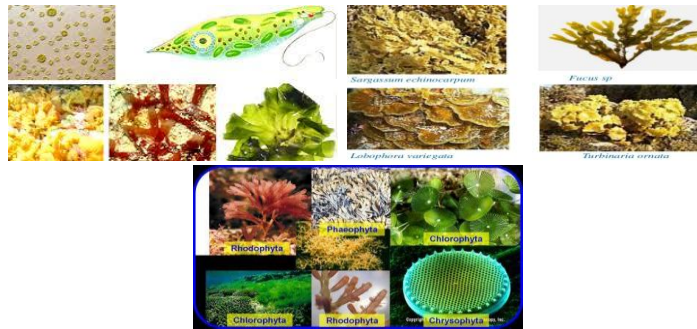 Sargassum echinocarpum
Fucus sp
Lobophora variegata
Turbinaria ornata
Rhodophyta
Phaeophyta
Chlorophyta
Chlorophyta
Rhodophyta
Chrysophyta